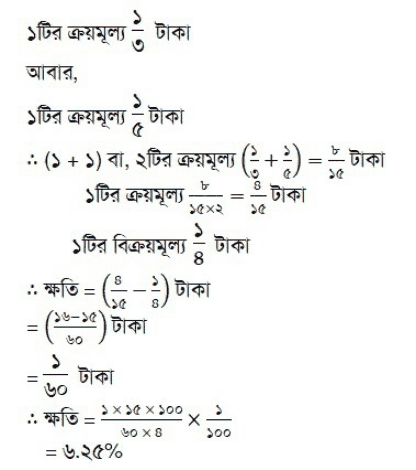 ১টির ক্রয়মূল্য ১/৩ টাকা
আবার,
১টির ক্রয়মূল্য ১/৫ টাকা
∴ (১ + ১) বা, ২টির ক্রয়মূল্য (১/৩ + ১/৫) = ৮/১৫ টাকা
১টির ক্রয়মূল্য ৮/১৫×২ = ৪/১৫ টাকা
১টির বিক্রয়মূল্য ১/৪ টাকা
∴ ক্ষতি = (৪/১৫ − ১/৪) টাকা
= (১৬−১৫/৬০) টাকা
= ১/৬০ টাকা
∴ ক্ষতি = ১ × ১৫ × ১০০/৬০ × ৪ × ১/১০০
= ৬.২৫%